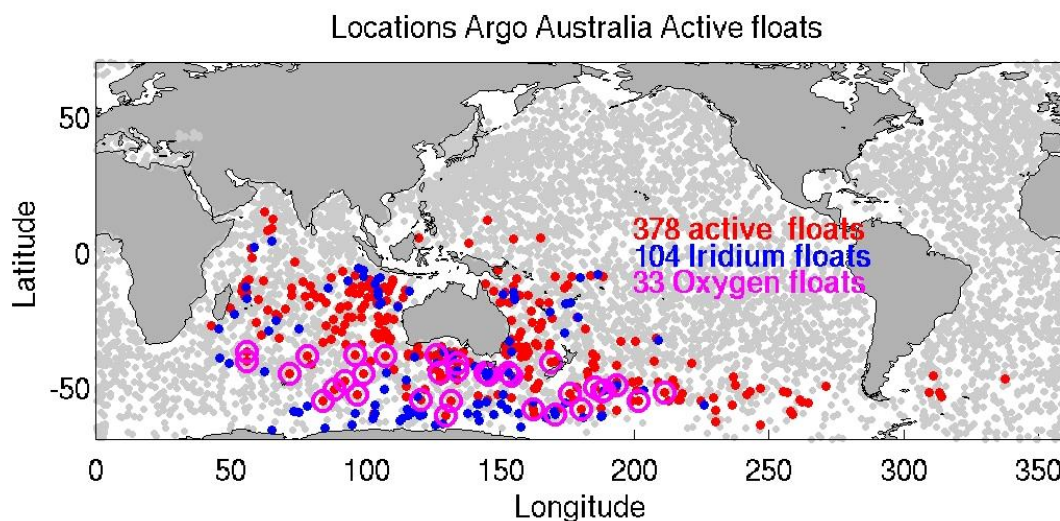 Locations Argo Australia Active floats
50
0
-50
Latitude
378 active floats
104 Iridium floats
33 Oxygen floats
0 50 100 150 200 250 300 350
Longitude